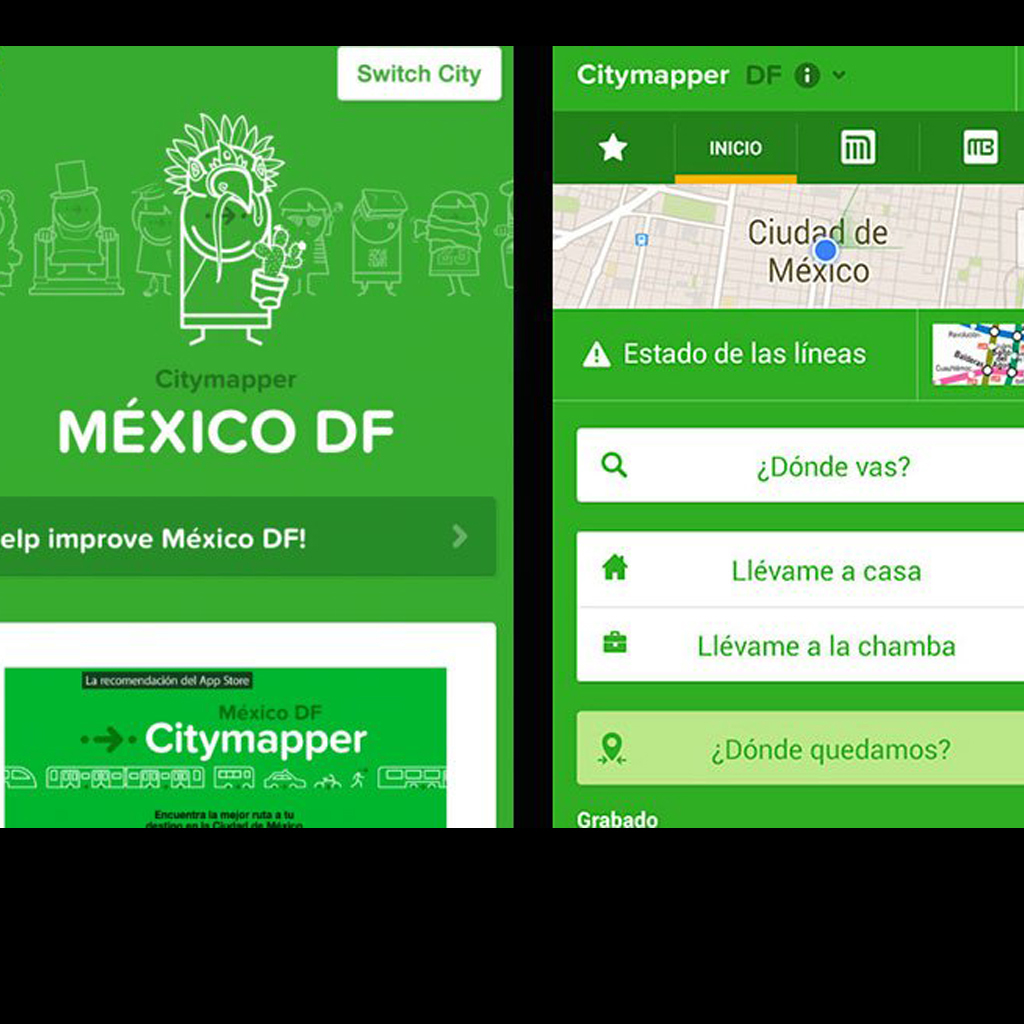 Switch City
Citymapper
MÉXICO DF
elp improve México DF!
La recomendación del App Store
México DF
Citymapper
Encuentra la mejor ruta a tu
destino en la Ciudad de México
Citymapper DF
INICIO
MB
Ciudad de
México
Estado de las líneas
Balderas
¿Dónde vas?
Llévame a casa
Llévame a la chamba
¿Dónde quedamos?
Grabado